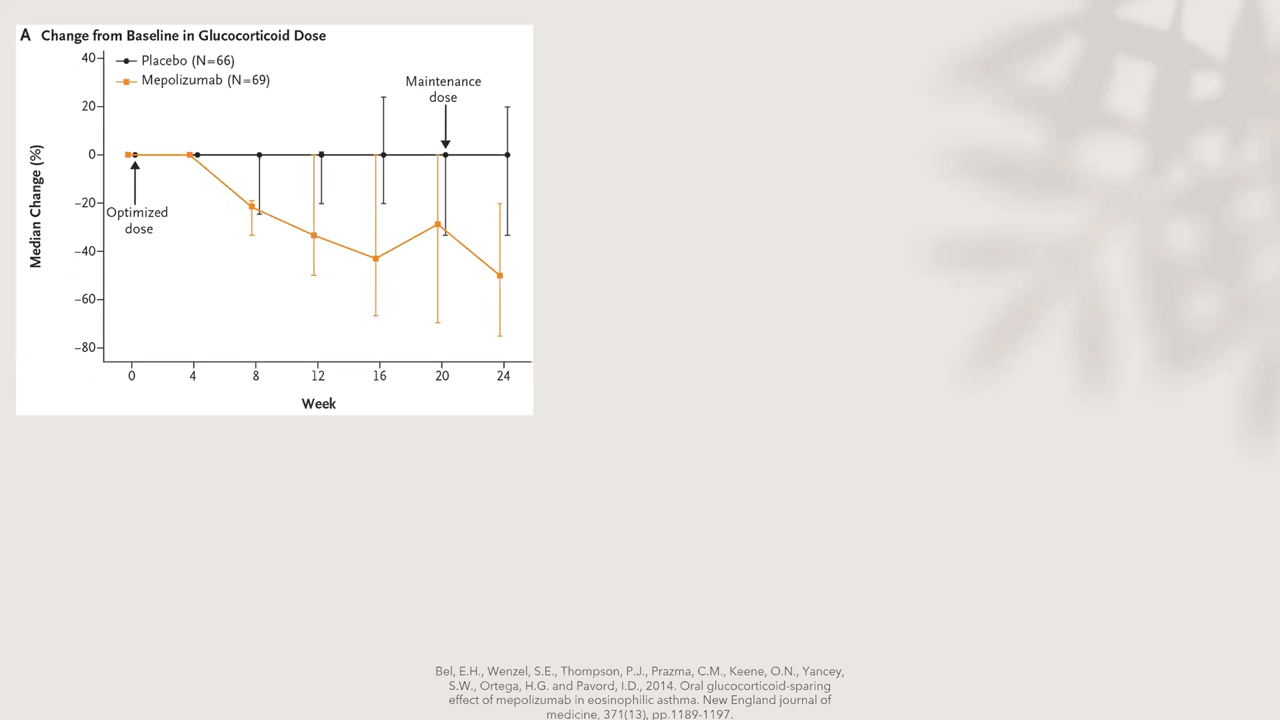 A Change from Baseline in Glucocorticoid Dose
Placebo (N=66)
Mepolizumab (N=69)
Maintenance
dose
Optimized
dose
Median Change (%)
40
20
0
−20
−40
−60
−80
0 4 8 12 16 20 24
Week
Bel, E.H., Wenzel, S.E., Thompson, P.J., Prazma, C.M., Keene, O.N., Yancey,
S.W., Ortega, H.G. and Pavord, I.D., 2014. Oral glucocorticoid-sparing
effect of mepolizumab in eosinophilic asthma. New England journal of
medicine, 371(13), pp.1189-1197.